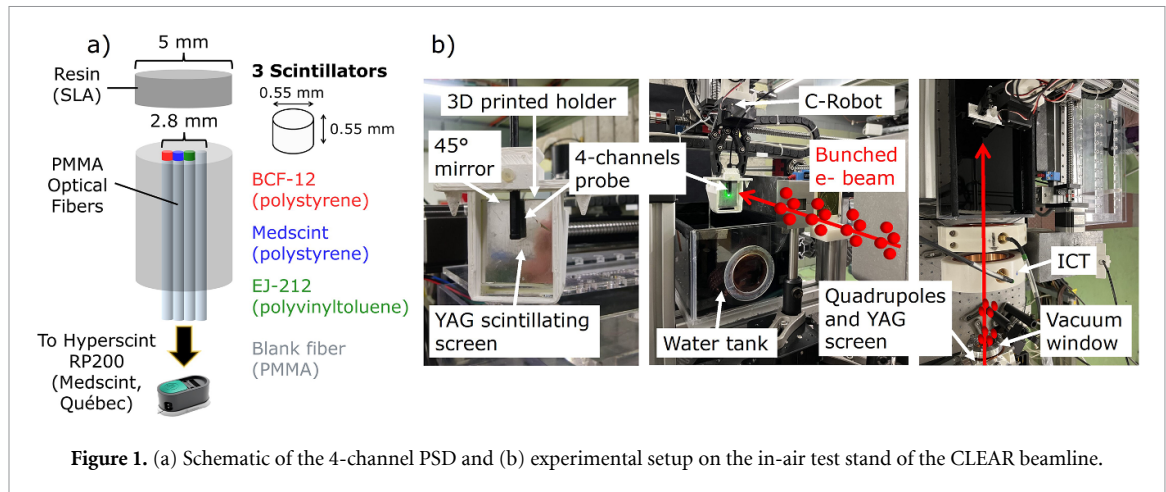 a)
5 mm
Resin
(SLA)
2.8 mm
PMMA
Optical
Fibers
To Hyperscint
RP200
(Medscint,
Québec)
3 Scintillators
0.55 mm
0.55 mm
BCF-12
(polystyrene)
Medscint
(polystyrene)
EJ-212
(polyvinyltoluene)
Blank fiber
(PMMA)
b)
3D printed holder
45°
mirror
4-channels
probe
YAG scintillating
screen
C-Robot
Bunched
e- beam
Water tank
Quadrupoles
and YAG
screen
ICT
Vacuum
window
Figure 1. (a) Schematic of the 4-channel PSD and (b) experimental setup on the in-air test stand of the CLEAR beamline.